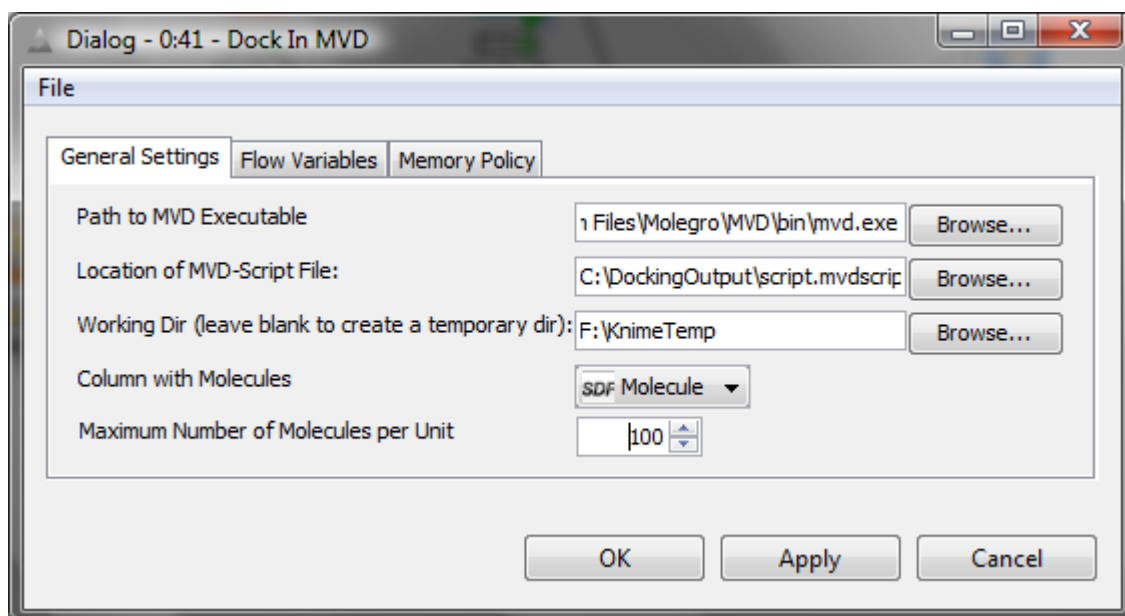 Dialog - 0:41 - Dock In MVD
File
General Settings Flow Variables Memory Policy
Path to MVD Executable Files\Molegro\MVD\bin\mvd.exe Browse...
Location of MVD-Script File: C:\DockingOutput\script.mvdscrip Browse...
Working Dir (leave blank to create a temporary dir): F:\KnimeTemp Browse...
Column with Molecules SDF Molecule
Maximum Number of Molecules per Unit 100
OK Apply Cancel